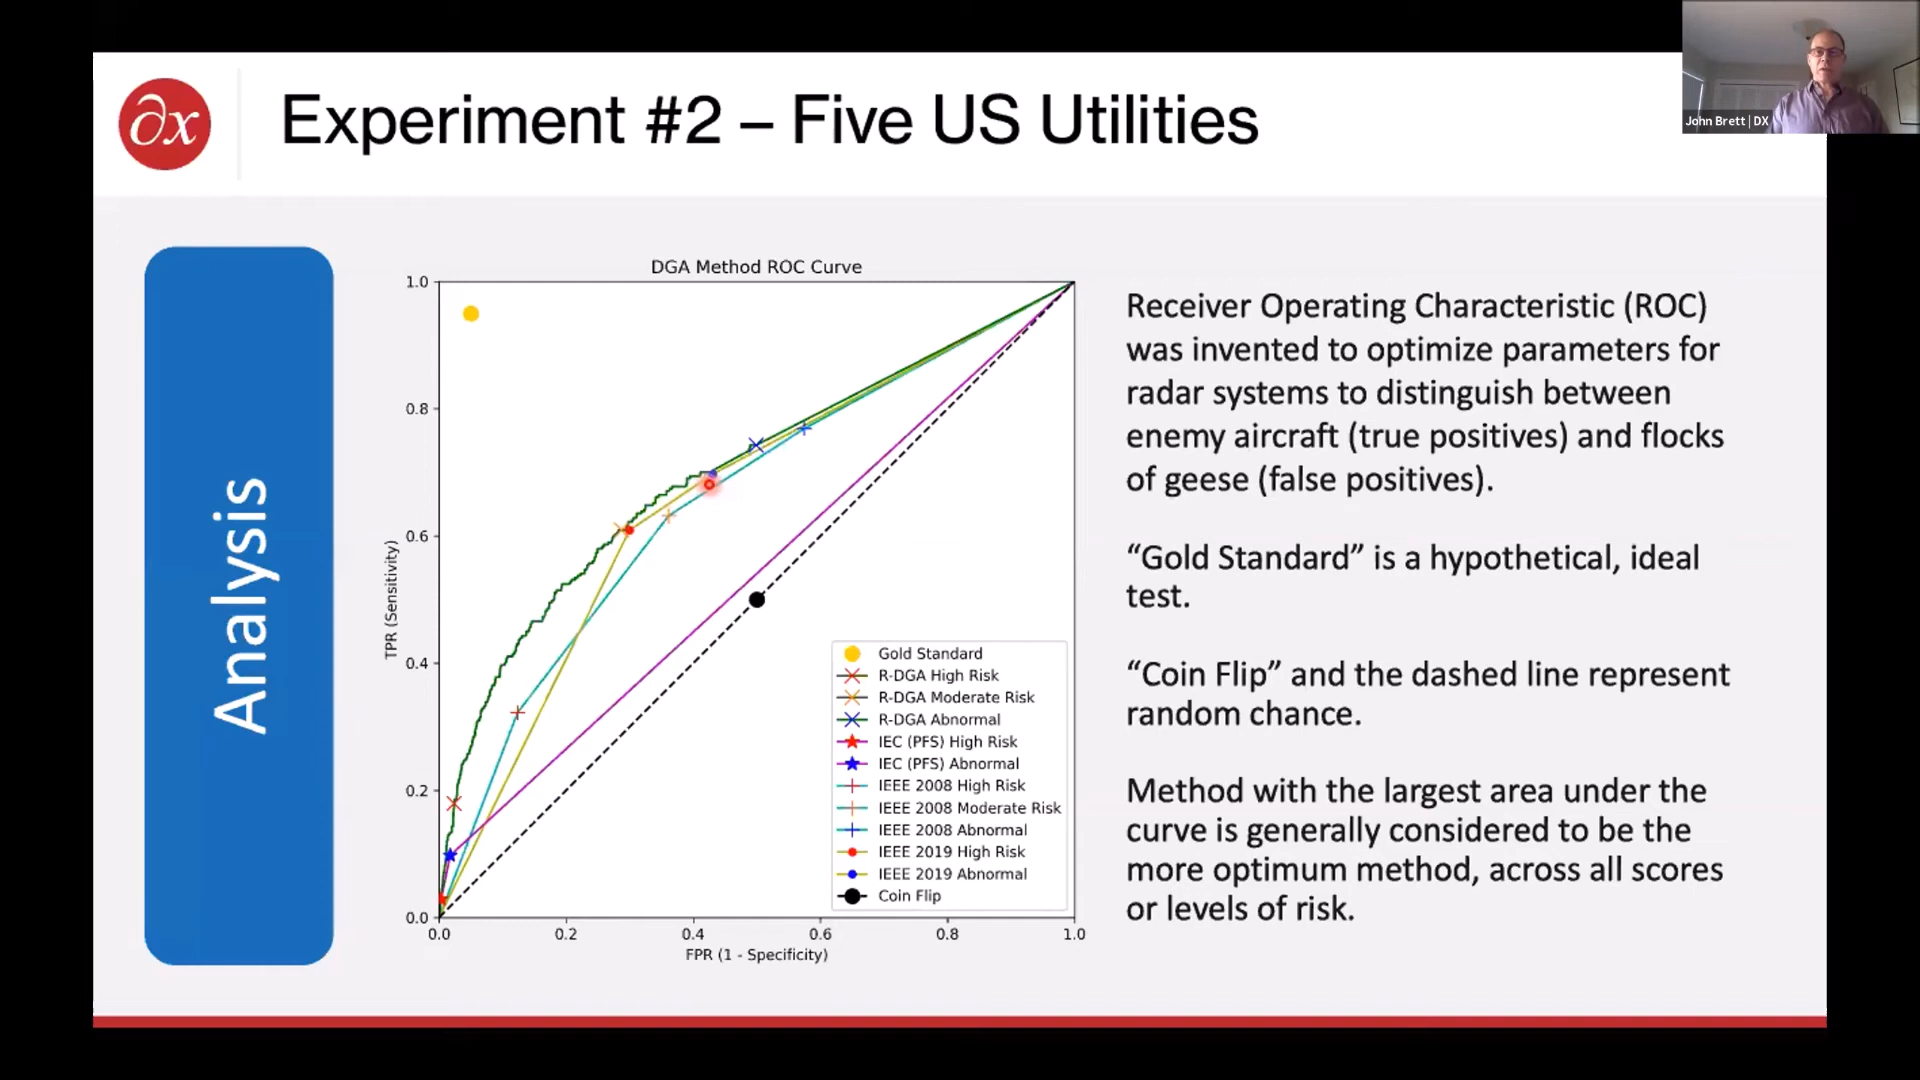 ∂x
Experiment #2 – Five US Utilities
John Brett | DX
Analysis
DGA Method ROC Curve
1.0
0.8
0.6
0.4
0.2
0.0
TPR (Sensitivity)
0.0 0.2 0.4 0.6 0.8 1.0
FPR (1 - Specificity)
Gold Standard
R-DGA High Risk
R-DGA Moderate Risk
R-DGA Abnormal
IEC (PFS) High Risk
IEC (PFS) Abnormal
IEEE 2008 High Risk
IEEE 2008 Moderate Risk
IEEE 2008 Abnormal
IEEE 2019 High Risk
IEEE 2019 Abnormal
Coin Flip
Receiver Operating Characteristic (ROC)
was invented to optimize parameters for
radar systems to distinguish between
enemy aircraft (true positives) and flocks
of geese (false positives).
“Gold Standard” is a hypothetical, ideal
test.
“Coin Flip” and the dashed line represent
random chance.
Method with the largest area under the
curve is generally considered to be the
more optimum method, across all scores
or levels of risk.